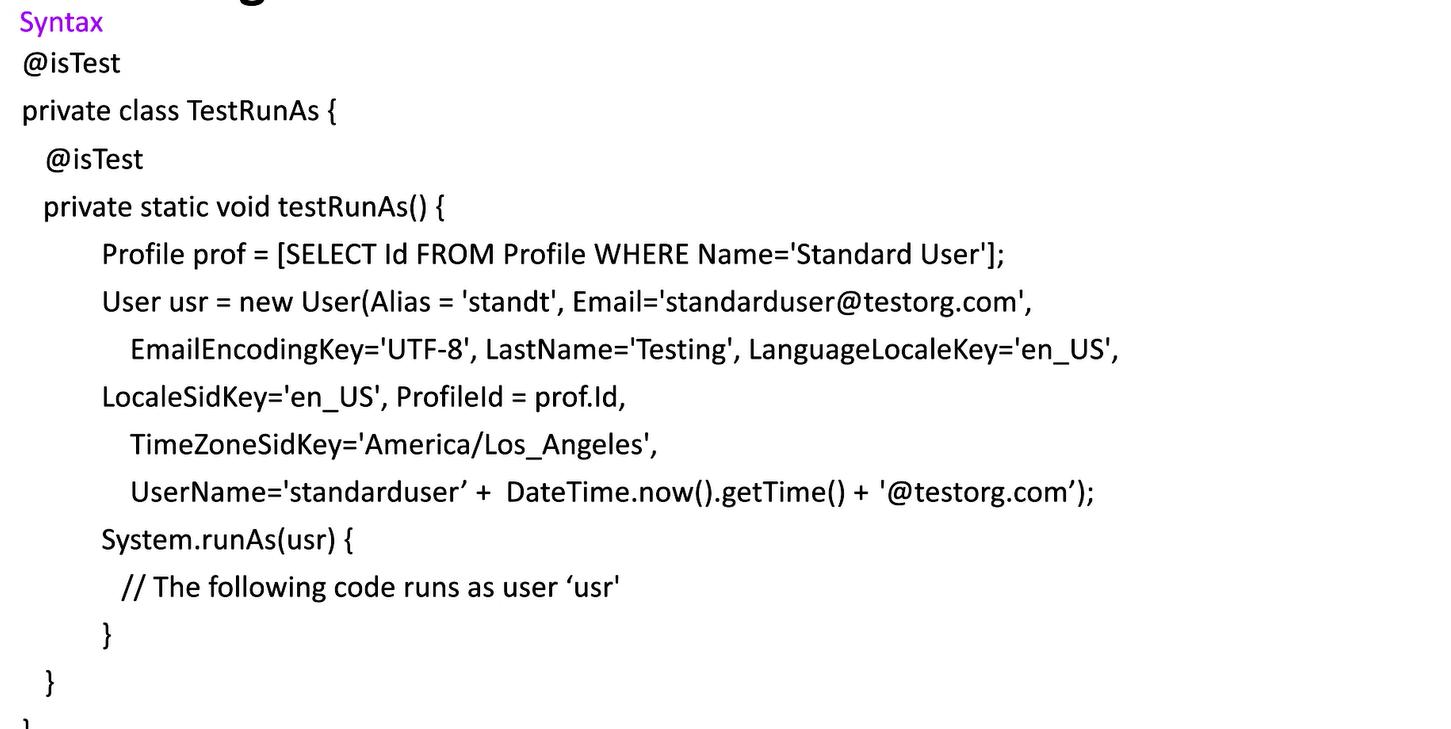 Syntax
@isTest
private class TestRunAs {
@isTest
private static void testRunAs() {
Profile prof = [SELECT Id FROM Profile WHERE Name='Standard User'];
User usr = new User(Alias = 'standt', Email='standarduser@testorg.com',
EmailEncodingKey='UTF-8', LastName='Testing', LanguageLocaleKey='en_US',
LocaleSidKey='en_US', ProfileId = prof.Id,
TimeZoneSidKey='America/Los_Angeles',
UserName='standarduser’ + DateTime.now().getTime() + '@testorg.com’);
System.runAs(usr) {
// The following code runs as user ‘usr'
}
}
}